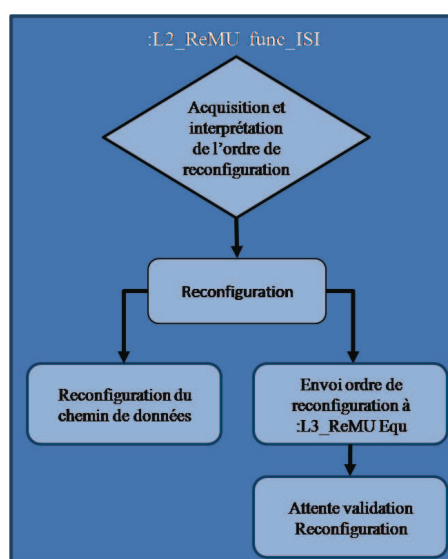 :L2_ReMU func_ISI
Acquisition et
interprétation
de l'ordre de
reconfiguration
Reconfiguration
Reconfiguration du
chemin de données
Envoi ordre de
reconfiguration à
:L3_ReMU Equ
Attente validation
Reconfiguration